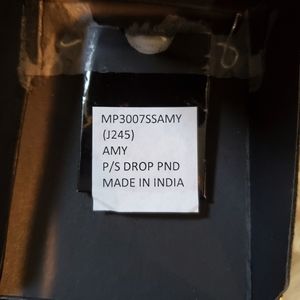 MP3007SSAMY
(J245)
AMY
P/S DROP PND
MADE IN INDIA